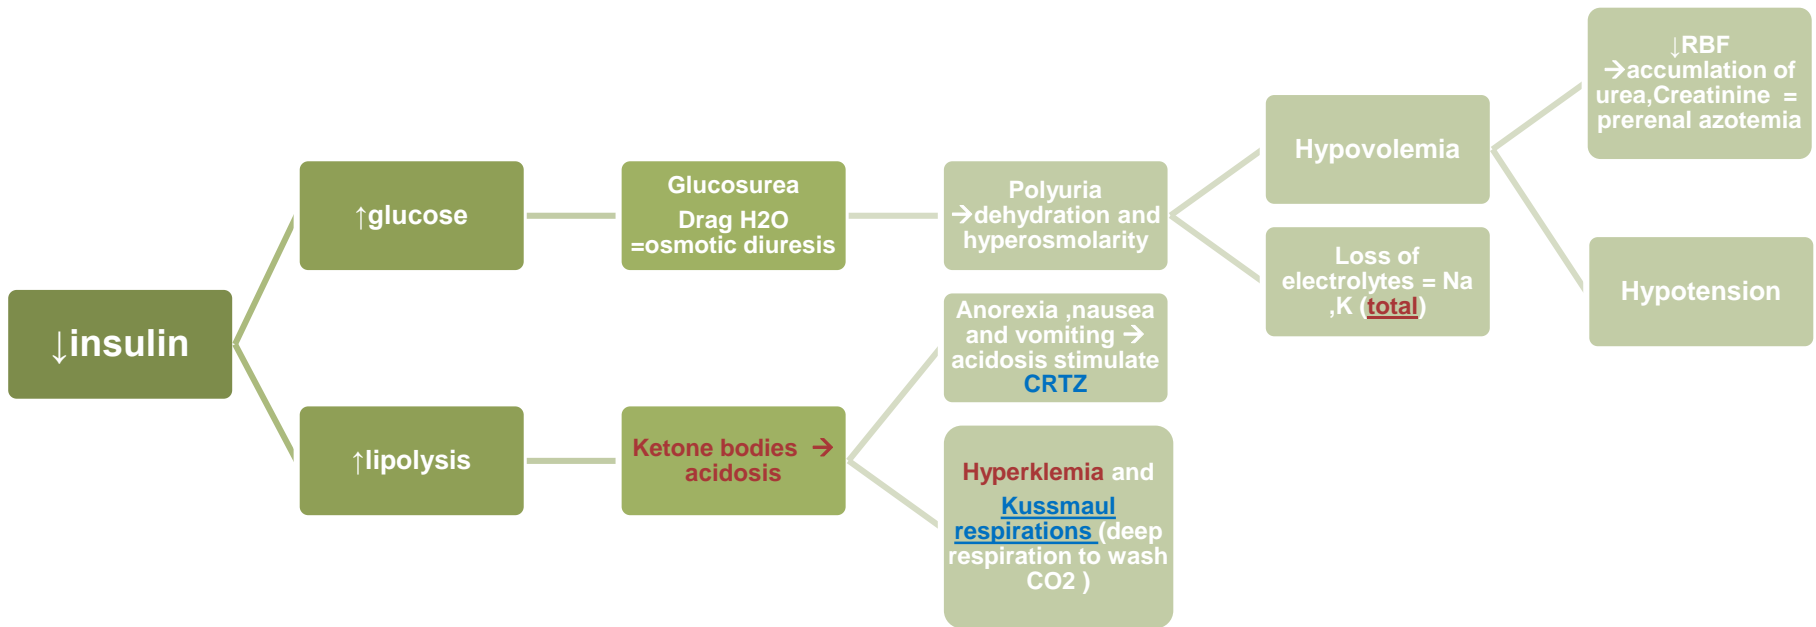 ↓insulin
↑glucose
↑lipolysis
Glucosurea
Drag H2O
=osmotic diuresis
Ketone bodies →
acidosis
Polyuria
→dehydration and
hyperosmolarity
Anorexia ,nausea
and vomiting →
acidosis stimulate
CRTZ
Hyperklemia and
Kussmaul
respirations (deep
respiration to wash
CO2 )
Hypovolemia
Loss of
electrolytes = Na
,K (total)
↓RBF
→accumlation of
urea,Creatinine =
prerenal azotemia
Hypotension